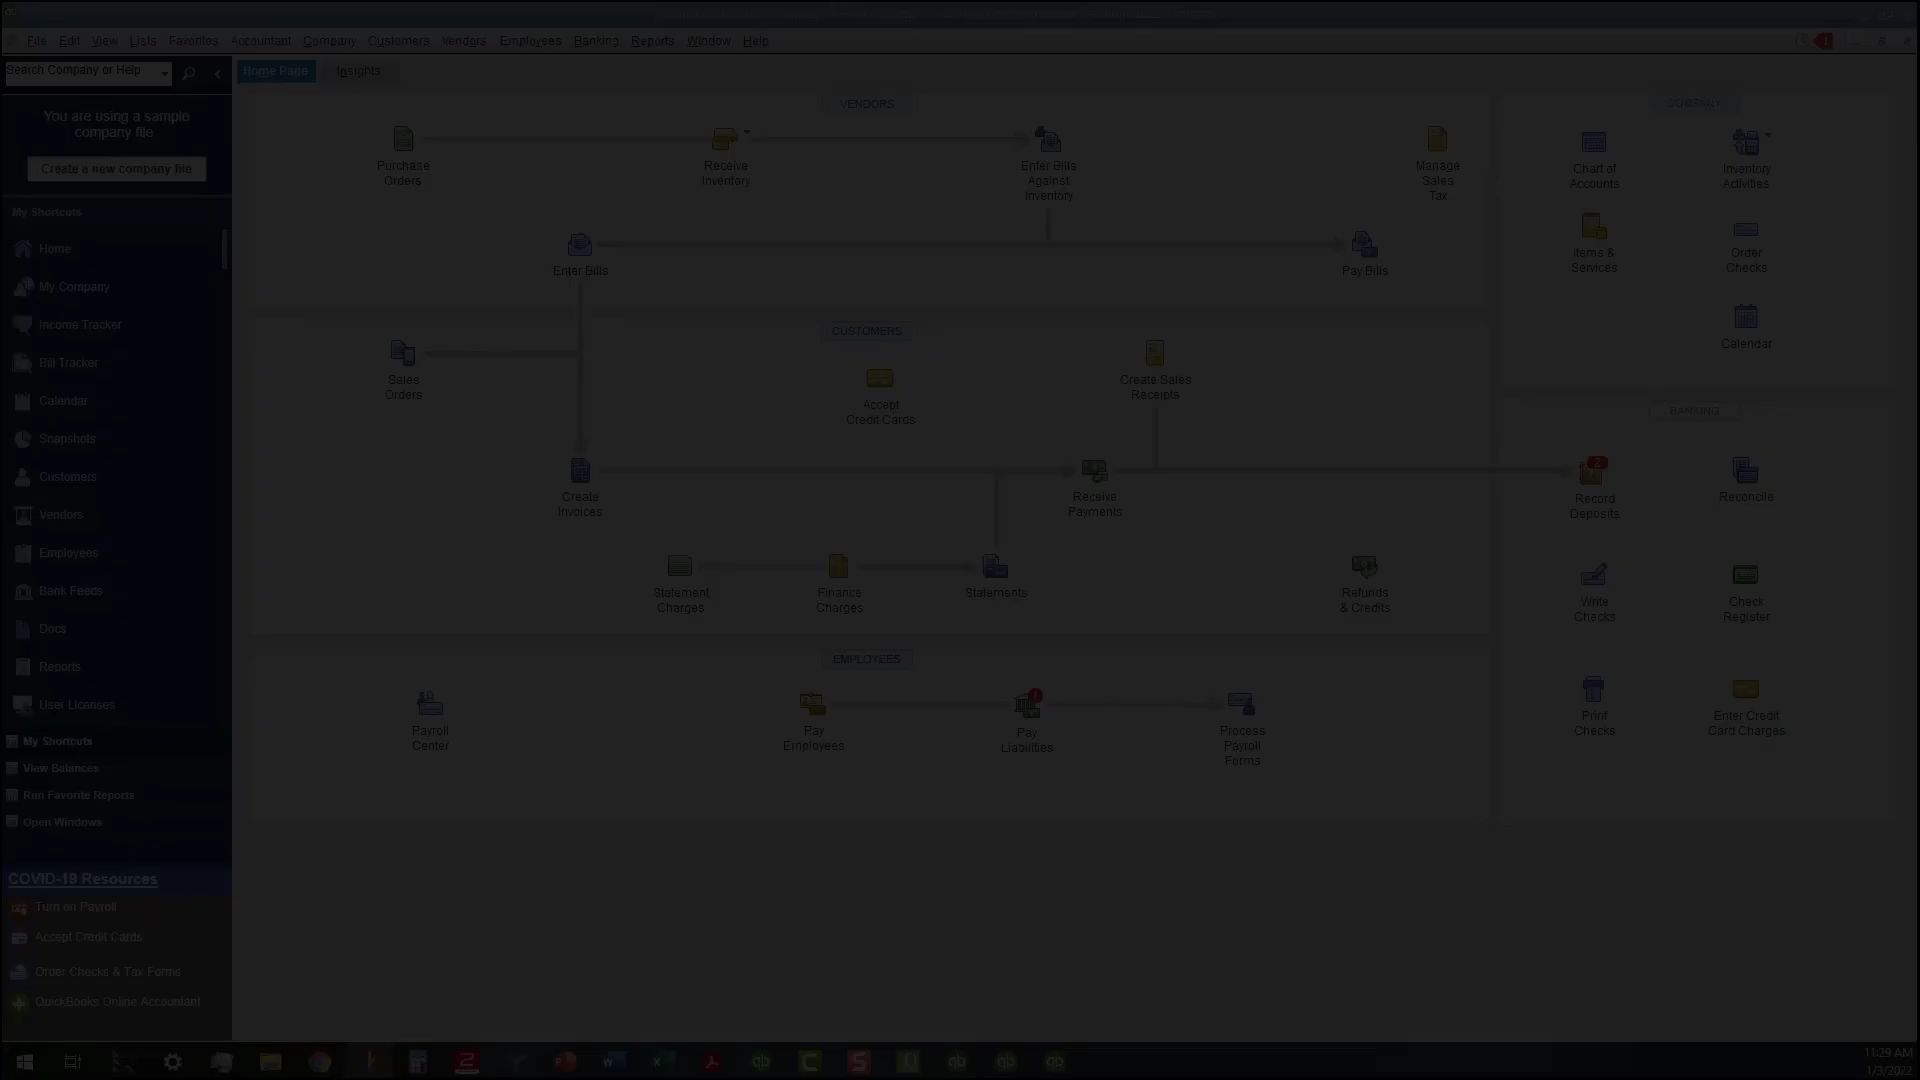 File Edit View Lists Favorites Accountant Company Customers Vendors Employees Banking Reports Window Help
1
Search Company or Help
Home Page
Insights
You are using a sample
company file
Create a new company file
My Shortcuts
Home
My Company
Income Tracker
Bill Tracker
Calendar
Snapshots
Customers
Vendors
Employees
Bank Feeds
Docs
Reports
User Licenses
My Shortcuts
View Balances
Run Favorite Reports
Open Windows
COVID-19 Resources
Turn on Payroll
Accept Credit Cards
Order Checks & Tax Forms
QuickBooks Online Accountant
VENDORS
Purchase
Orders
Receive
Inventory
Enter Bills
Against
Inventory
Manage
Sales
Tax
Enter Bills
Pay Bills
CUSTOMERS
Sales
Orders
Accept
Credit Cards
Create Sales
Receipts
Create
Invoices
Receive
Payments
Statement
Charges
Finance
Charges
Statements
Refunds
& Credits
EMPLOYEES
Payroll
Center
Pay
Employees
Pay
Liabilities
Process
Payroll
Forms
COMPANY
Chart of
Accounts
Inventory
Activities
Items &
Services
Order
Checks
Calendar
BANKING
2
Record
Deposits
Reconcile
Write
Checks
Check
Register
Print
Checks
Enter Credit
Card Charges
11:29 AM
1/3/2022